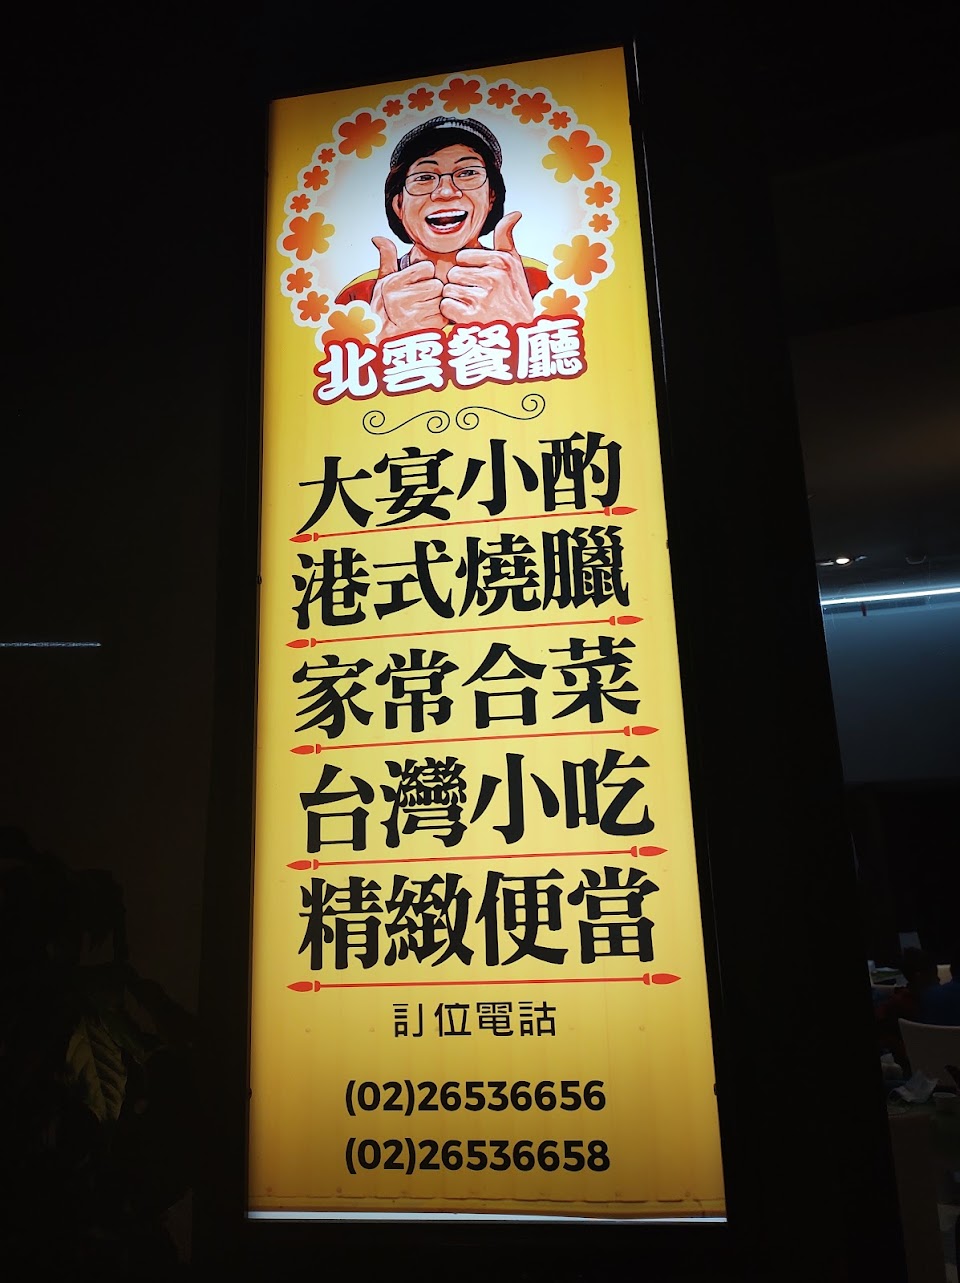 北雲餐廳
大宴小酌
港式燒臘
家常合菜
台灣小吃
精緻便當
訂位電話
(02)26536656
(02)26536658